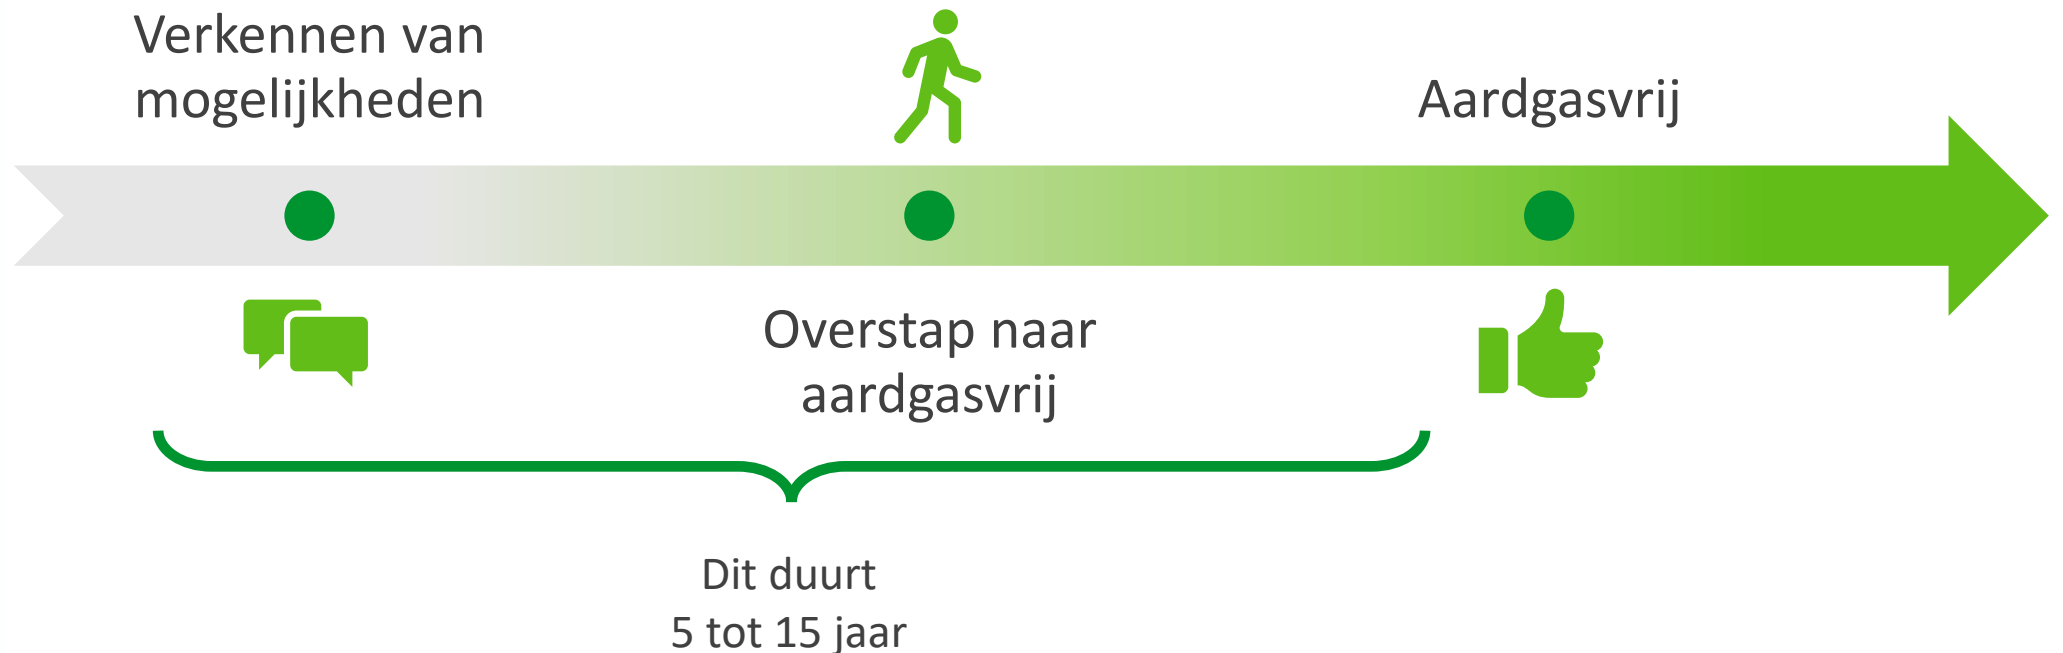 Verkennen van
mogelijkheden
Overstap naar
aardgasvrij
Aardgasvrij
Dit duurt
5 tot 15 jaar